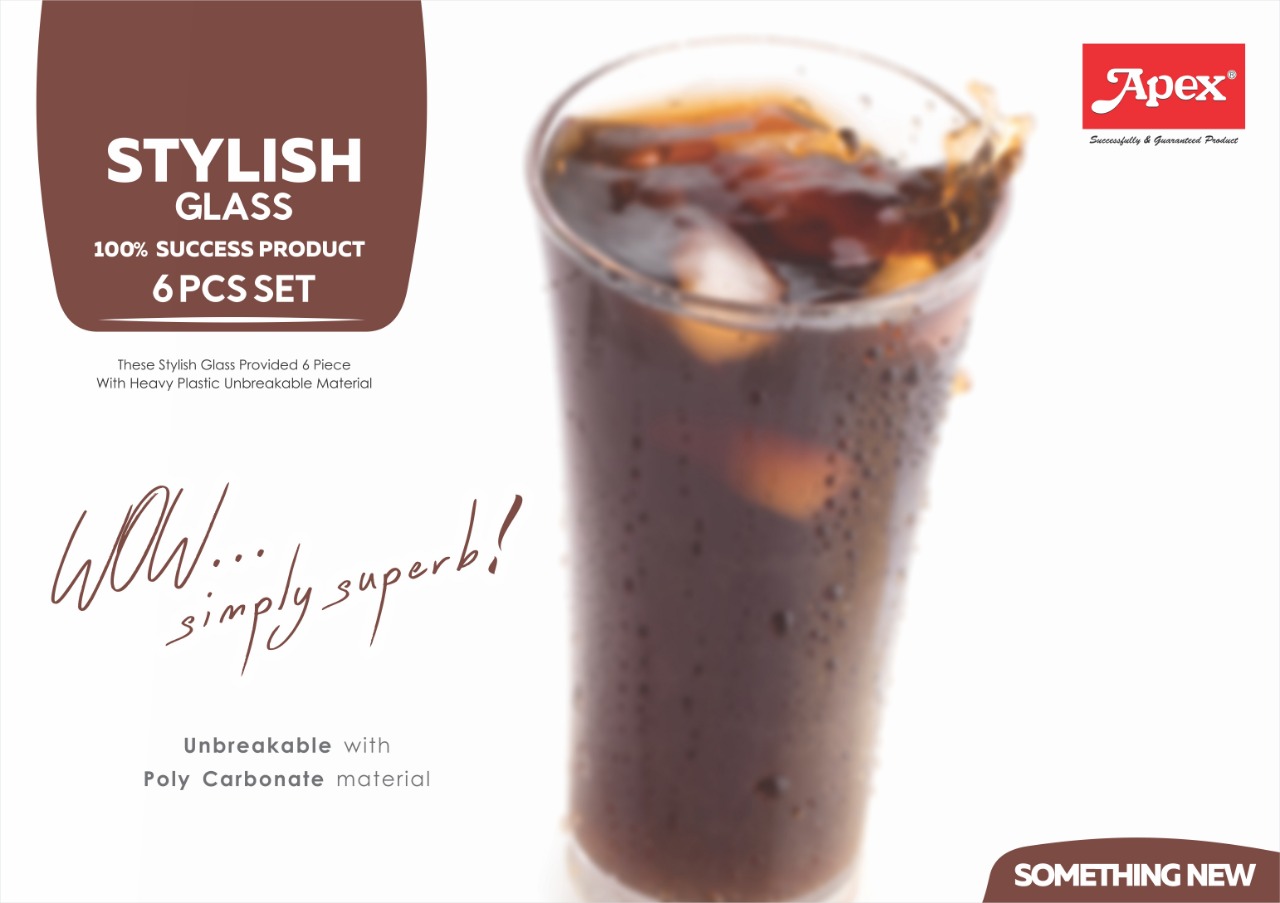 STYLISH
GLASS
100% SUCCESS PRODUCT
6 PCS SET
These Stylish Glass Provided 6 Piece
With Heavy Plastic Unbreakable Material
WOW...
simply superb!
Unbreakable with
Poly Carbonate material
Apex®
Successfully & Guaranteed Product
SOMETHING NEW